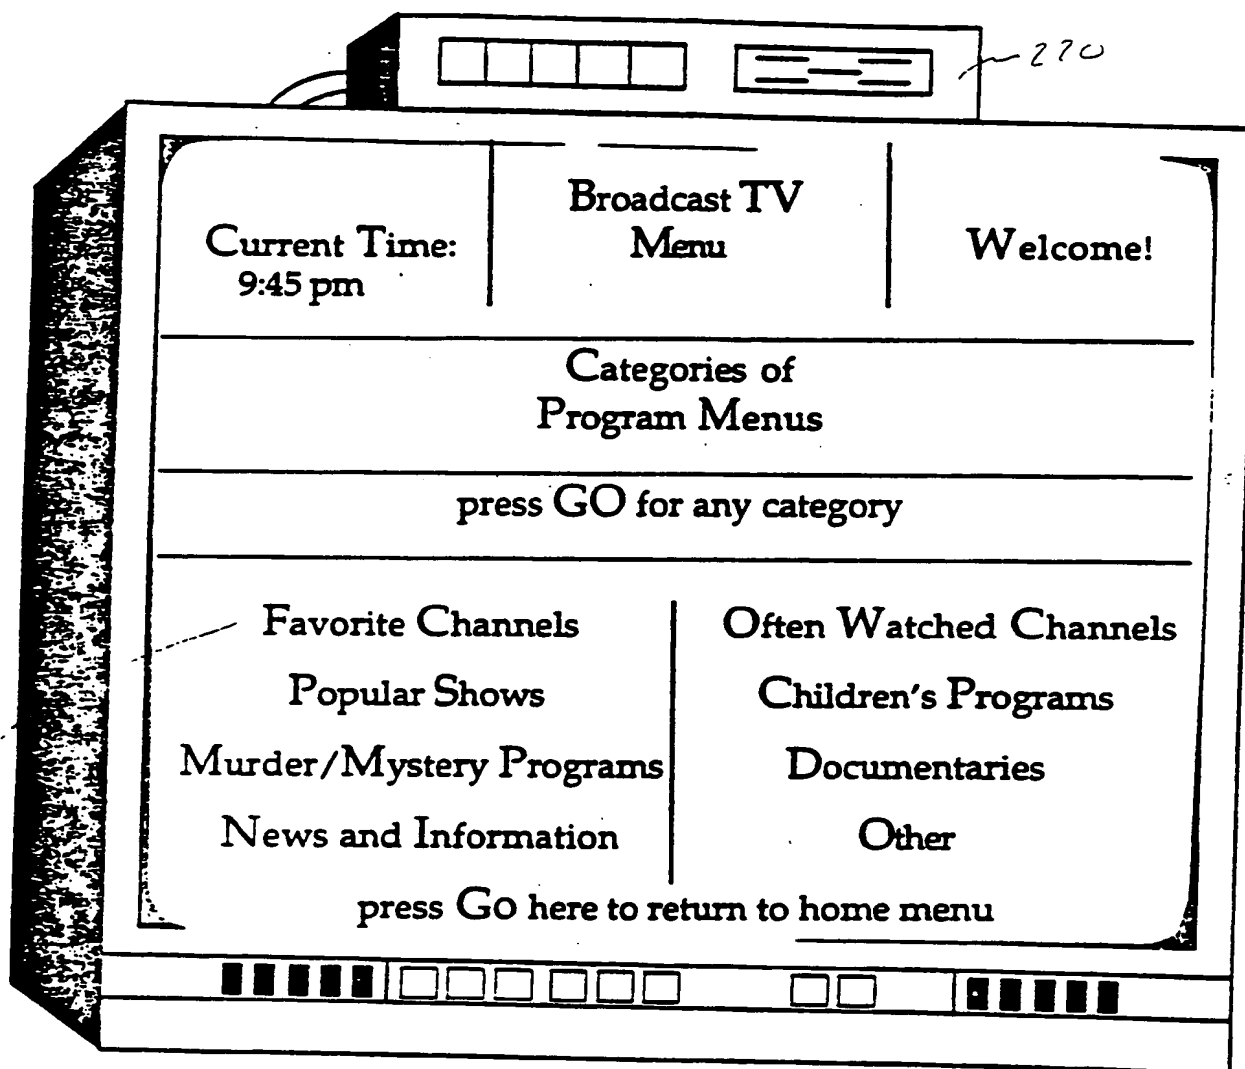 220
Current Time:
9:45 pm
Broadcast TV
Menu
Welcome!
Categories of
Program Menus
press GO for any category
Favorite Channels
Often Watched Channels
Popular Shows
Children's Programs
Murder/Mystery Programs
Documentaries
News and Information
Other
press Go here to return to home menu